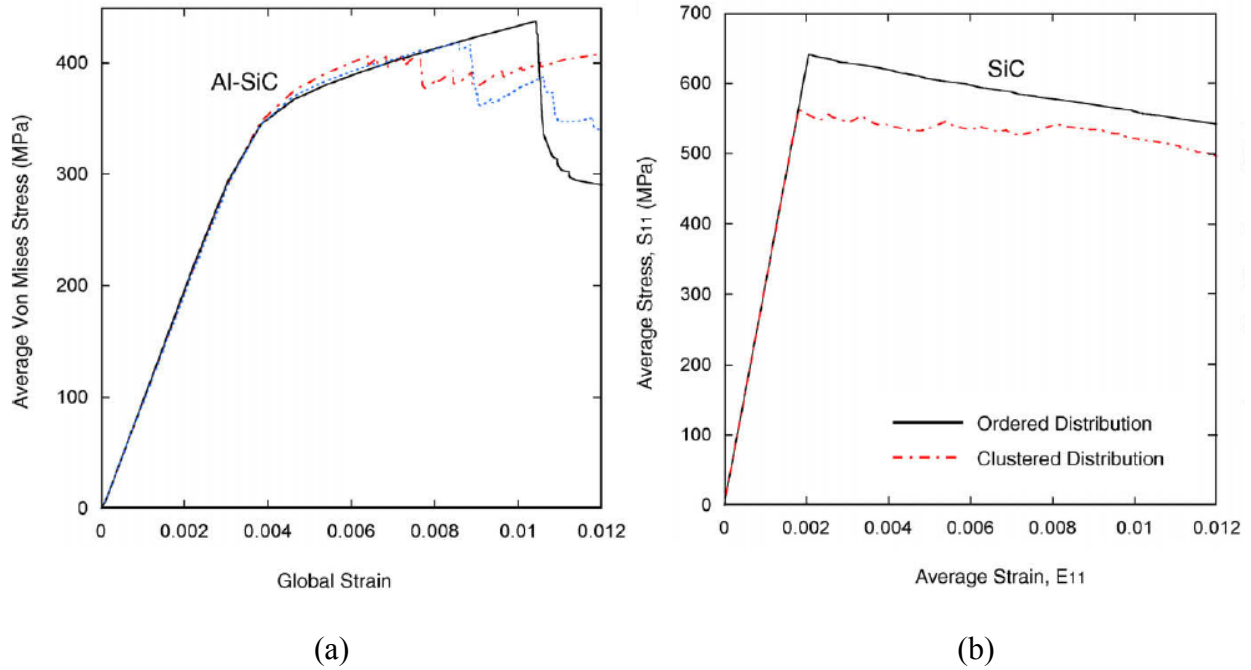 Average Von Mises Stress (MPa)
400
300
200
100
0
Al-SiC
0
0.002
0.004
0.006
0.008
0.01
0.012
Global Strain
(a)
Average Stress, S11 (MPa)
700
600
500
400
300
200
100
0
SiC
Ordered Distribution
Clustered Distribution
0
0.002
0.004
0.006
0.008
0.01
0.012
Average Strain, E11
(b)